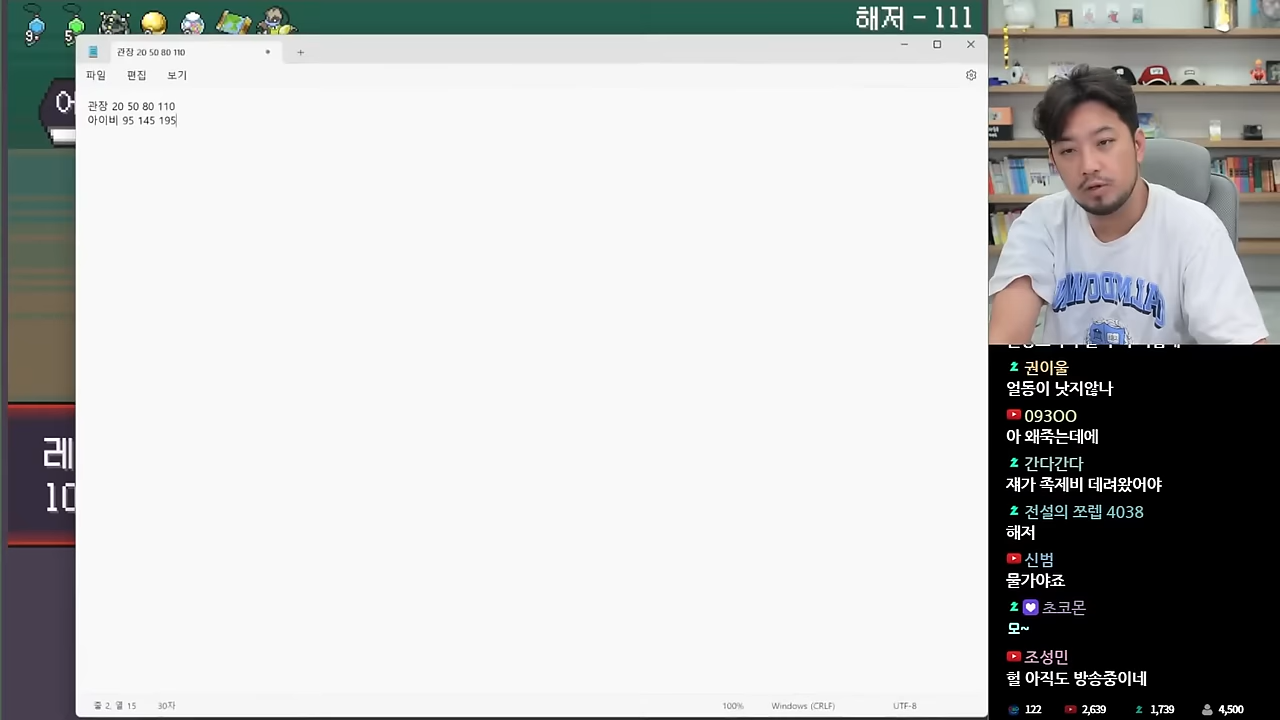 해저 - 111
관장 20 50 80 110
파일 편집 보기
관장 20 50 80 110
아이비 95 145 195
레
10
권이울
얼동이 낫지않나
093OO
아 왜죽는데에
간다간다
재가 족제비 데려왔어야
전설의 쪼렙 4038
해저
신범
물가야죠
초코몬
모~
조성민
헐 아직도 방송중이네
줄 2, 열 15 30자 100% Windows (CRLF) UTF-8
122 2,639 1,739 4,500